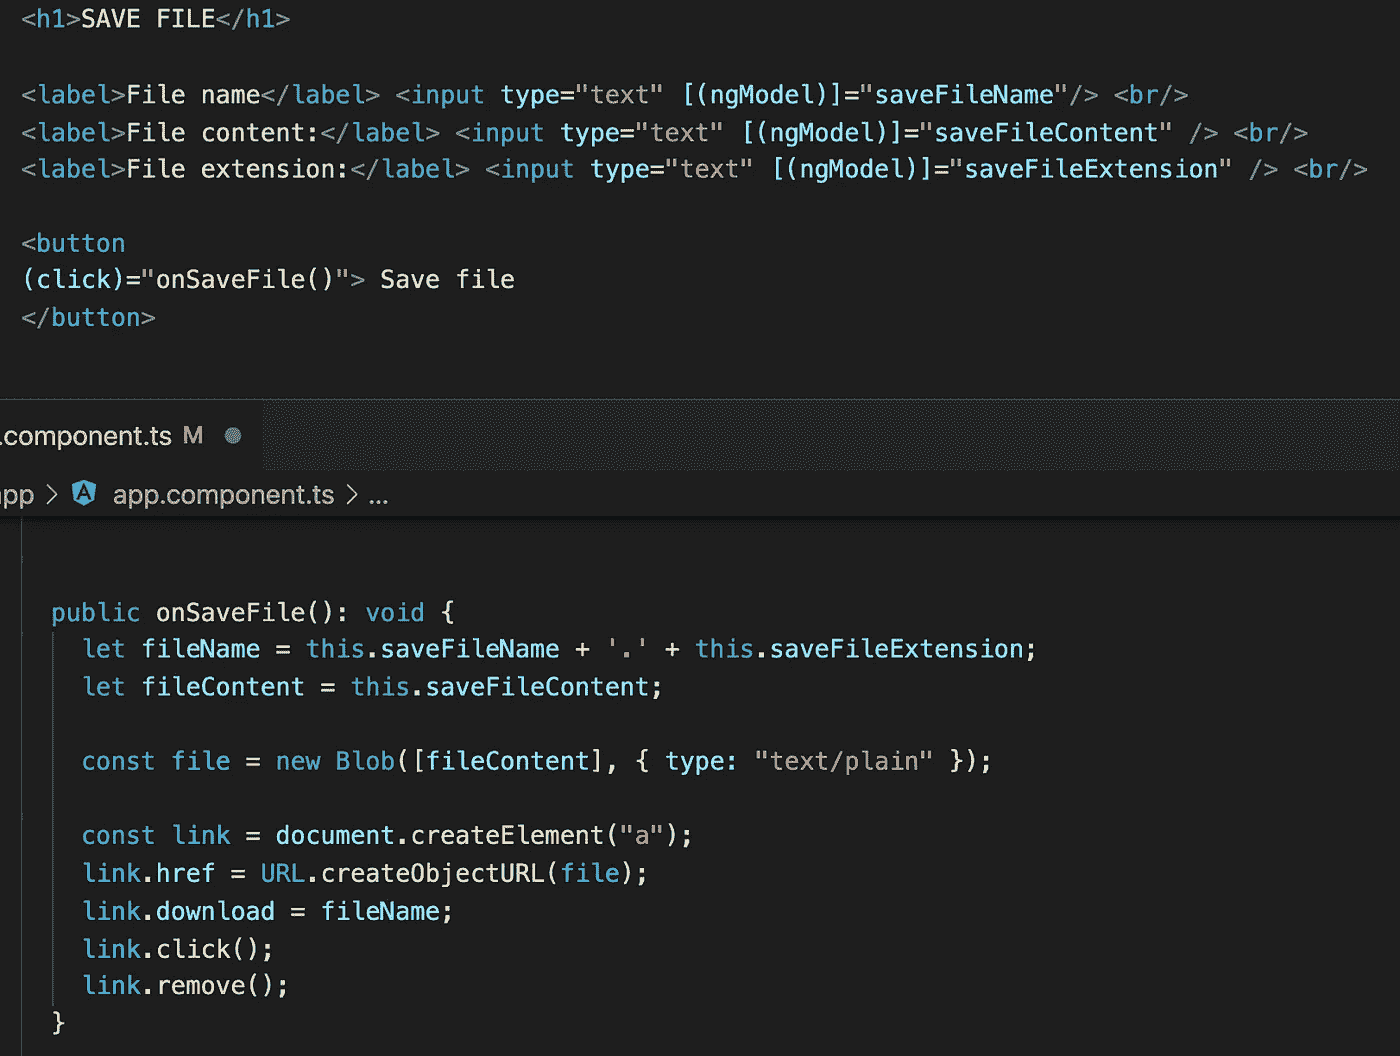 <h1>SAVE FILE</h1>
<label>File name</label> <input type="text" [(ngModel)]="saveFileName"/> <br/>
<label>File content:</label> <input type="text" [(ngModel)]="saveFileContent" /> <br/>
<label>File extension:</label> <input type="text" [(ngModel)]="saveFileExtension" /> <br/>
<button
(click)="onSaveFile()"> Save file
</button>
.component.ts M
app > app.component.ts > ...
public onSaveFile(): void {
let fileName = this.saveFileName + '.' + this.saveFileExtension;
let fileContent = this.saveFileContent;
const file = new Blob([fileContent], { type: "text/plain" });
const link = document.createElement("a");
link.href = URL.createObjectURL(file);
link.download = fileName;
link.click();
link.remove();
}